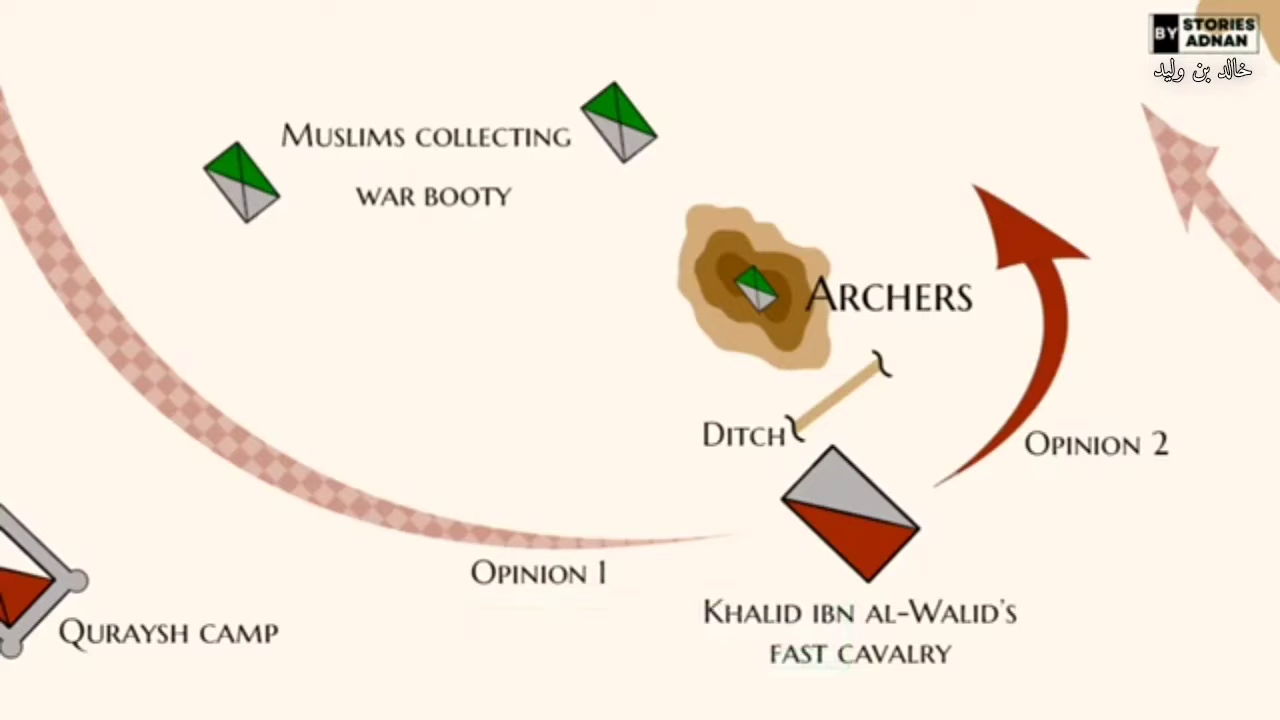 BY STORIES
ADNAN
خالد بن ولید
Muslims collecting
war booty
Archers
Ditch
Opinion 2
Opinion 1
Khalid ibn al-Walid's
fast cavalry
Quraysh camp